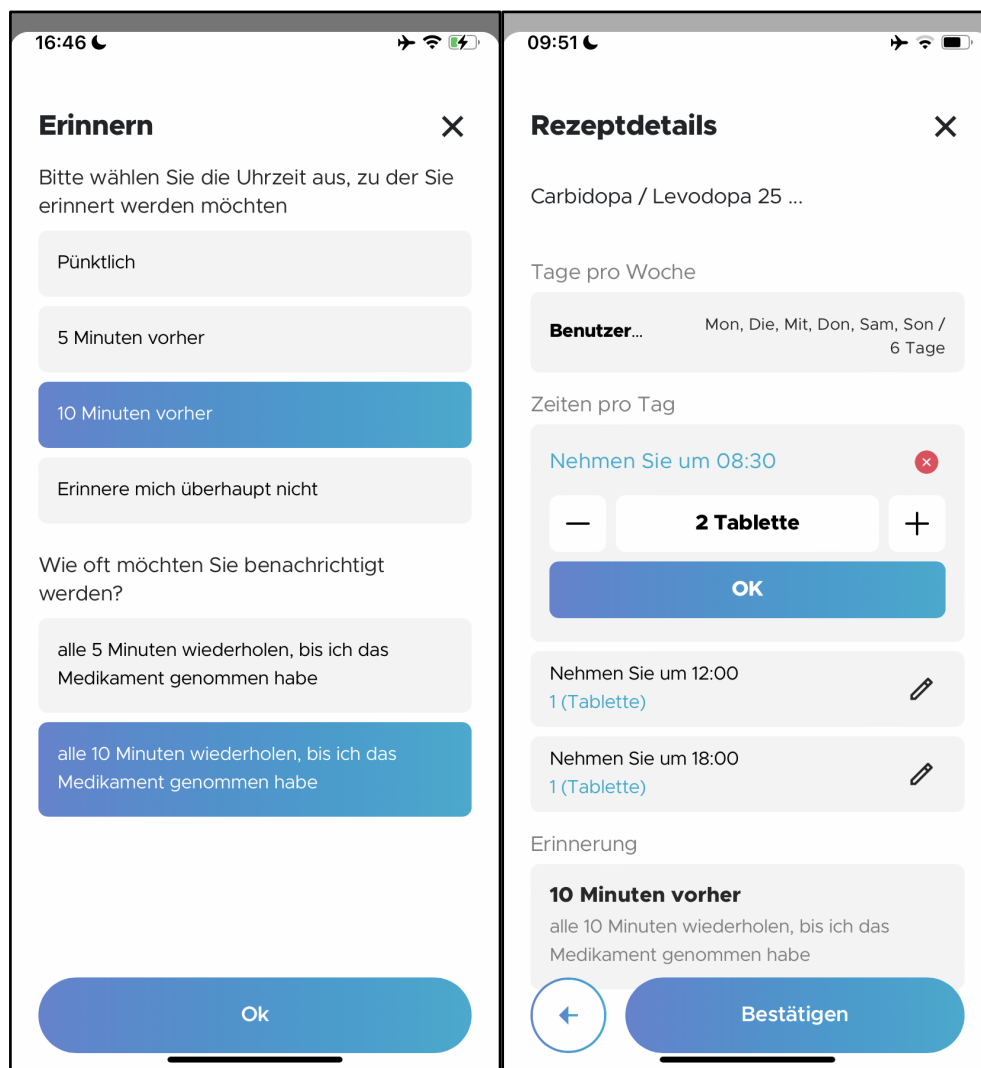 16:46
Erinnern
Bitte wählen Sie die Uhrzeit aus, zu der Sie
erinnert werden möchten
Pünktlich
5 Minuten vorher
10 Minuten vorher
Erinnere mich überhaupt nicht
Wie oft möchten Sie benachrichtigt
werden?
alle 5 Minuten wiederholen, bis ich das
Medikament genommen habe
alle 10 Minuten wiederholen, bis ich das
Medikament genommen habe
Ok
09:51
Rezeptdetails
Carbidopa / Levodopa 25 ...
Tage pro Woche
Benutzer...
Mon, Die, Mit, Don, Sam, Son /
6 Tage
Zeiten pro Tag
Nehmen Sie um 08:30
2 Tablette
OK
Nehmen Sie um 12:00
1 (Tablette)
Nehmen Sie um 18:00
1 (Tablette)
Erinnerung
10 Minuten vorher
alle 10 Minuten wiederholen, bis ich das
Medikament genommen habe
Bestätigen